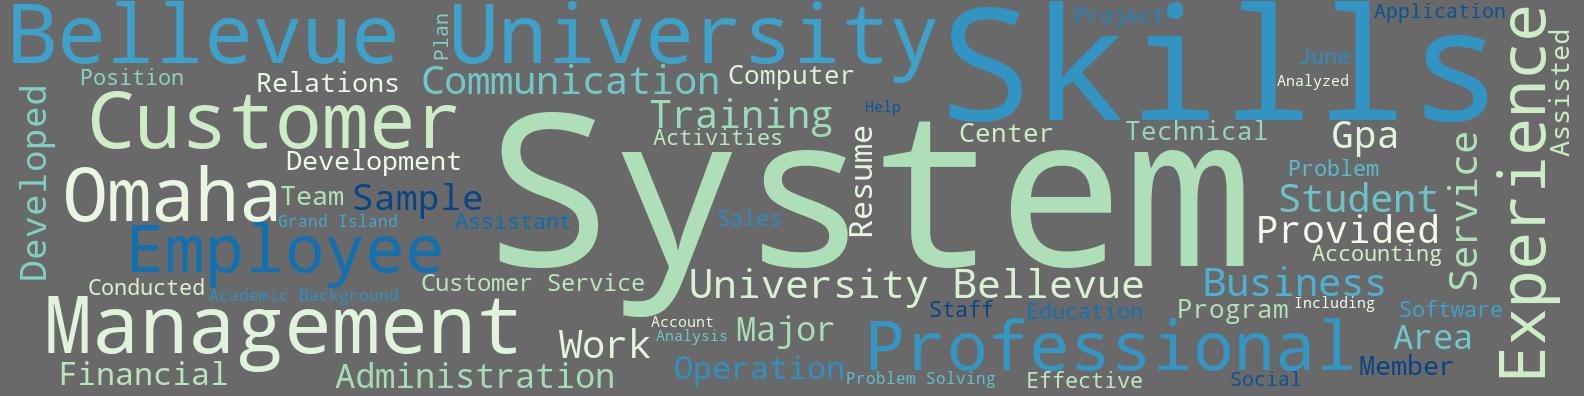 Bellevue
Plan
University
Skills
Project
Application
Experience
Assisted
June
Analyzed
Position
Relations
Communication
Computer
Developed
Customer
Training
Help
Activities
Resume
Center
Technical
Gpa
Development
System
Service
Problem
Omaha
Team
Sample
Student
Grand Island
Assistant
Sales
Employee
Provided
Accounting
Conducted
Academic Background
Customer Service
University Bellevue
Business
Management
Staff
Education
Program
Including
Software
Account
Analysis
Major
Work
Professional
Area
Financial
Administration
Operation
Problem Solving
Effective
Social
Member